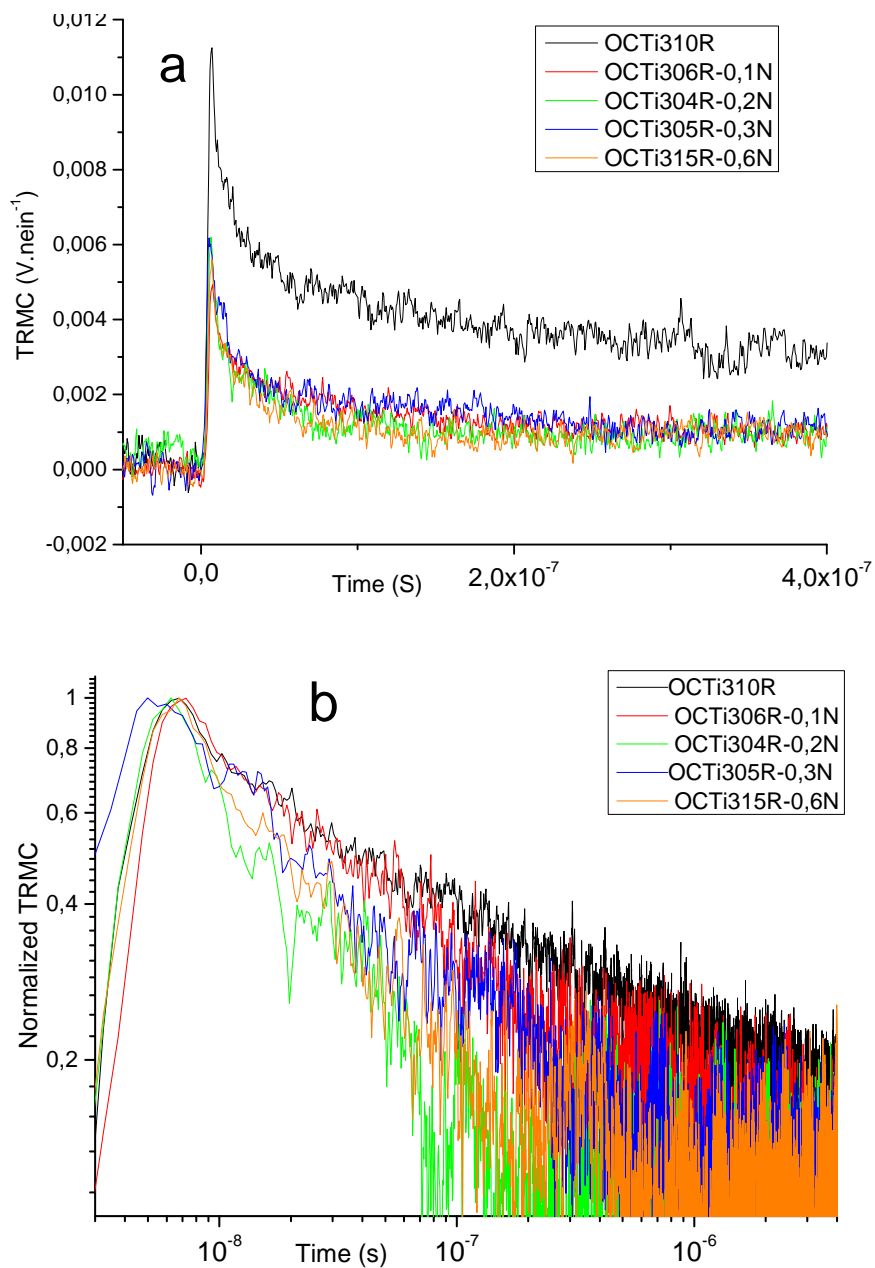 a
OCTi310R
OCTi306R-0,1N
OCTi304R-0,2N
OCTi305R-0,3N
OCTi315R-0,6N
TRMC (V.nein⁻¹)
0,012
0,010
0,008
0,006
0,004
0,002
0,000
-0,002
0,0
2,0x10⁻⁷
4,0x10⁻⁷
Time (S)
b
OCTi310R
OCTi306R-0,1N
OCTi304R-0,2N
OCTi305R-0,3N
OCTi315R-0,6N
Normalized TRMC
1
0,8
0,6
0,4
0,2
10⁻⁸
10⁻⁷
10⁻⁶
Time (s)